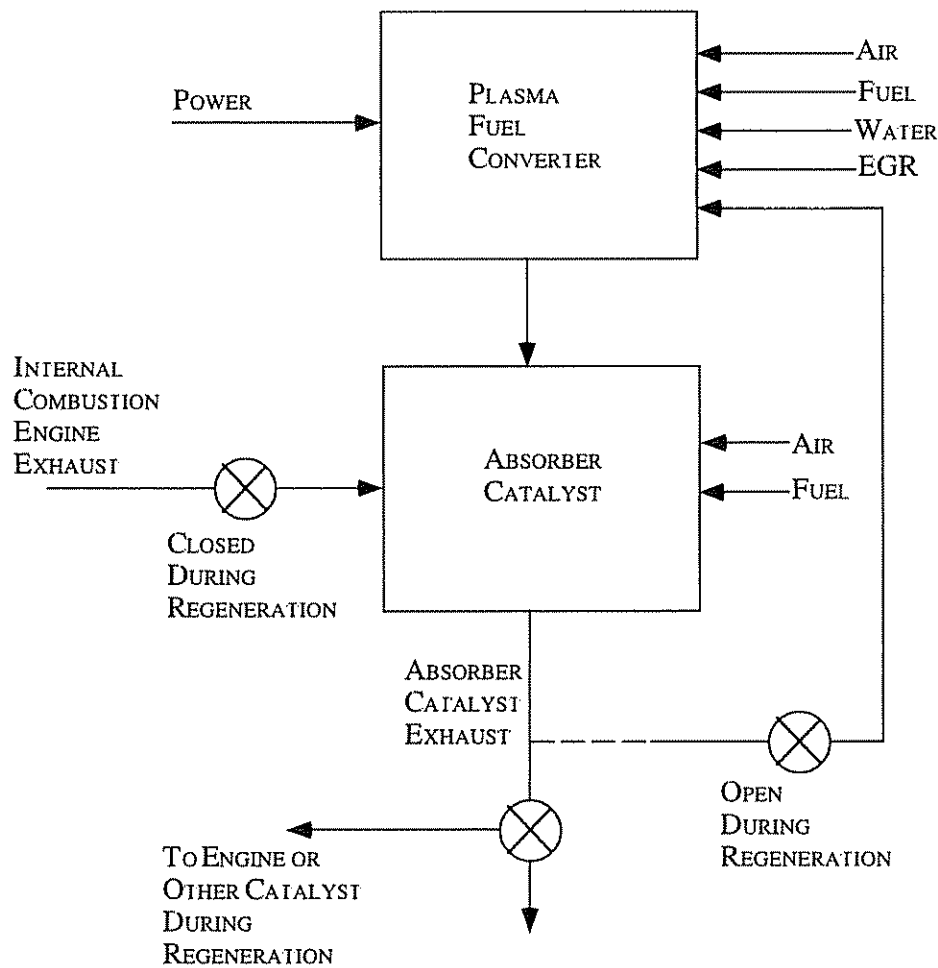 AIR
POWER
PLASMA
FUEL
CONVERTER
FUEL
WATER
EGR
INTERNAL
COMBUSTION
ENGINE
EXHAUST
ABSORBER
CATALYST
AIR
FUEL
CLOSED
DURING
REGENERATION
ABSORBER
CATALYST
EXHAUST
OPEN
DURING
REGENERATION
TO ENGINE OR
OTHER CATALYST
DURING
REGENERATION